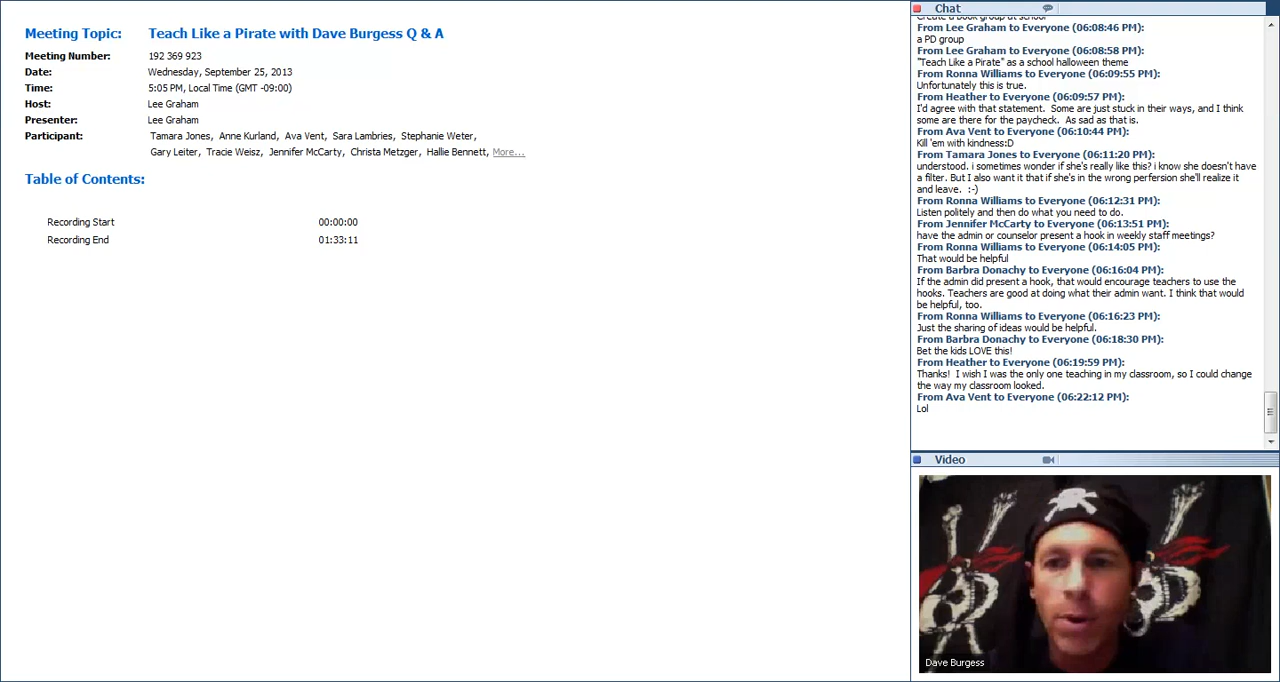 Meeting Topic: Teach Like a Pirate with Dave Burgess Q & A
Meeting Number: 192 369 923
Date: Wednesday, September 25, 2013
Time: 5:05 PM, Local Time (GMT -09:00)
Host: Lee Graham
Presenter: Lee Graham
Participant: Tamara Jones, Anne Kurland, Ava Vent, Sara Lambries, Stephanie Weter,
Gary Leiter, Tracie Weisz, Jennifer McCarty, Christa Metzger, Hallie Bennett, More...
Table of Contents:
Recording Start 00:00:00
Recording End 01:33:11
Chat
Create a book group at school
From Lee Graham to Everyone (06:08:46 PM):
a PD group
From Lee Graham to Everyone (06:08:58 PM):
"Teach Like a Pirate" as a school halloween theme
From Ronna Williams to Everyone (06:09:55 PM):
Unfortunately this is true.
From Heather to Everyone (06:09:57 PM):
I'd agree with that statement. Some are just stuck in their ways, and I think
some are there for the paycheck. As sad as that is.
From Ava Vent to Everyone (06:10:44 PM):
Kill 'em with kindness:D
From Tamara Jones to Everyone (06:11:20 PM):
understood. i sometimes wonder if she's really like this? i know she doesn't have
a filter. But I also want it that if she's in the wrong perfersion she'll realize it
and leave. :-)
From Ronna Williams to Everyone (06:12:31 PM):
Listen politely and then do what you need to do.
From Jennifer McCarty to Everyone (06:13:51 PM):
have the admin or counselor present a hook in weekly staff meetings?
From Ronna Williams to Everyone (06:14:05 PM):
That would be helpful
From Barbra Donachy to Everyone (06:16:04 PM):
If the admin did present a hook, that would encourage teachers to use the
hooks. Teachers are good at doing what their admin want. I think that would
be helpful, too.
From Ronna Williams to Everyone (06:16:23 PM):
Just the sharing of ideas would be helpful.
From Barbra Donachy to Everyone (06:18:30 PM):
Bet the kids LOVE this!
From Heather to Everyone (06:19:59 PM):
Thanks! I wish I was the only one teaching in my classroom, so I could change
the way my classroom looked.
From Ava Vent to Everyone (06:22:12 PM):
Lol
Video
Dave Burgess